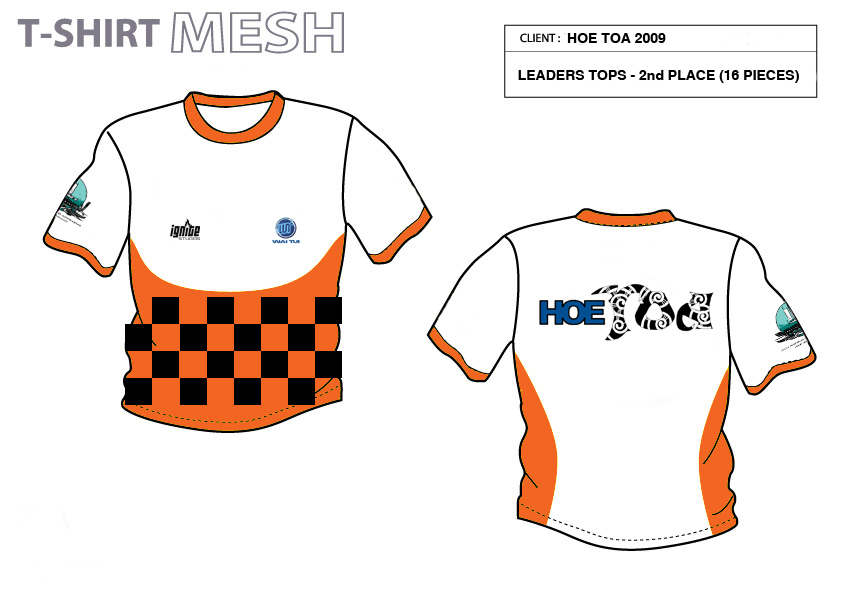 T-SHIRT MESH
CLIENT : HOE TOA 2009
LEADERS TOPS - 2nd PLACE (16 PIECES)
ignite
STUDIOS
WAI TUI
HOE TOA